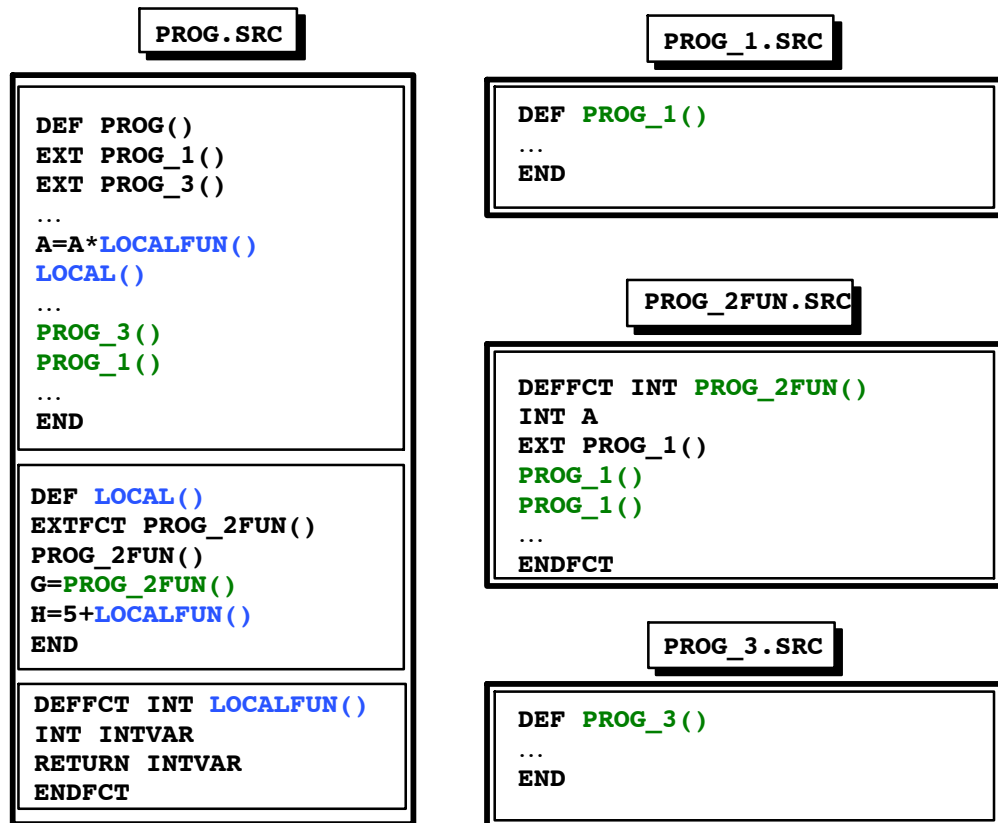 PROG.SRC
DEF PROG()
EXT PROG_1()
EXT PROG_3()
...
A=A*LOCALFUN()
LOCAL()
...
PROG_3()
PROG_1()
...
END
DEF LOCAL()
EXTFCT PROG_2FUN()
PROG_2FUN()
G=PROG_2FUN()
H=5+LOCALFUN()
END
DEFFCT INT LOCALFUN()
INT INTVAR
RETURN INTVAR
ENDFCT
PROG_1.SRC
DEF PROG_1()
...
END
PROG_2FUN.SRC
DEFFCT INT PROG_2FUN()
INT A
EXT PROG_1()
PROG_1()
PROG_1()
...
ENDFCT
PROG_3.SRC
DEF PROG_3()
...
END